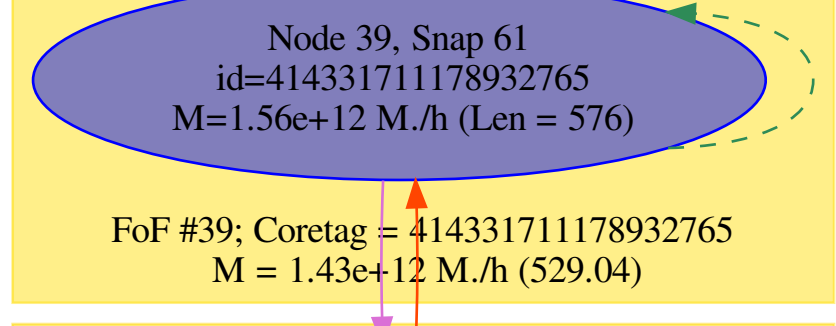 Node 39, Snap 61
id=414331711178932765
M=1.56e+12 M./h (Len = 576)
FoF #39; Coretag = 414331711178932765
M = 1.43e+12 M./h (529.04)